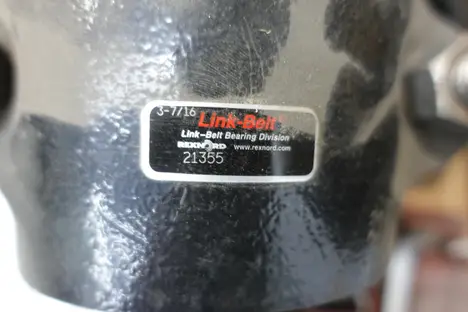 3-7/16
Link-Belt
Link-Belt Bearing Division
REXNORD www.rexnord.com
21355